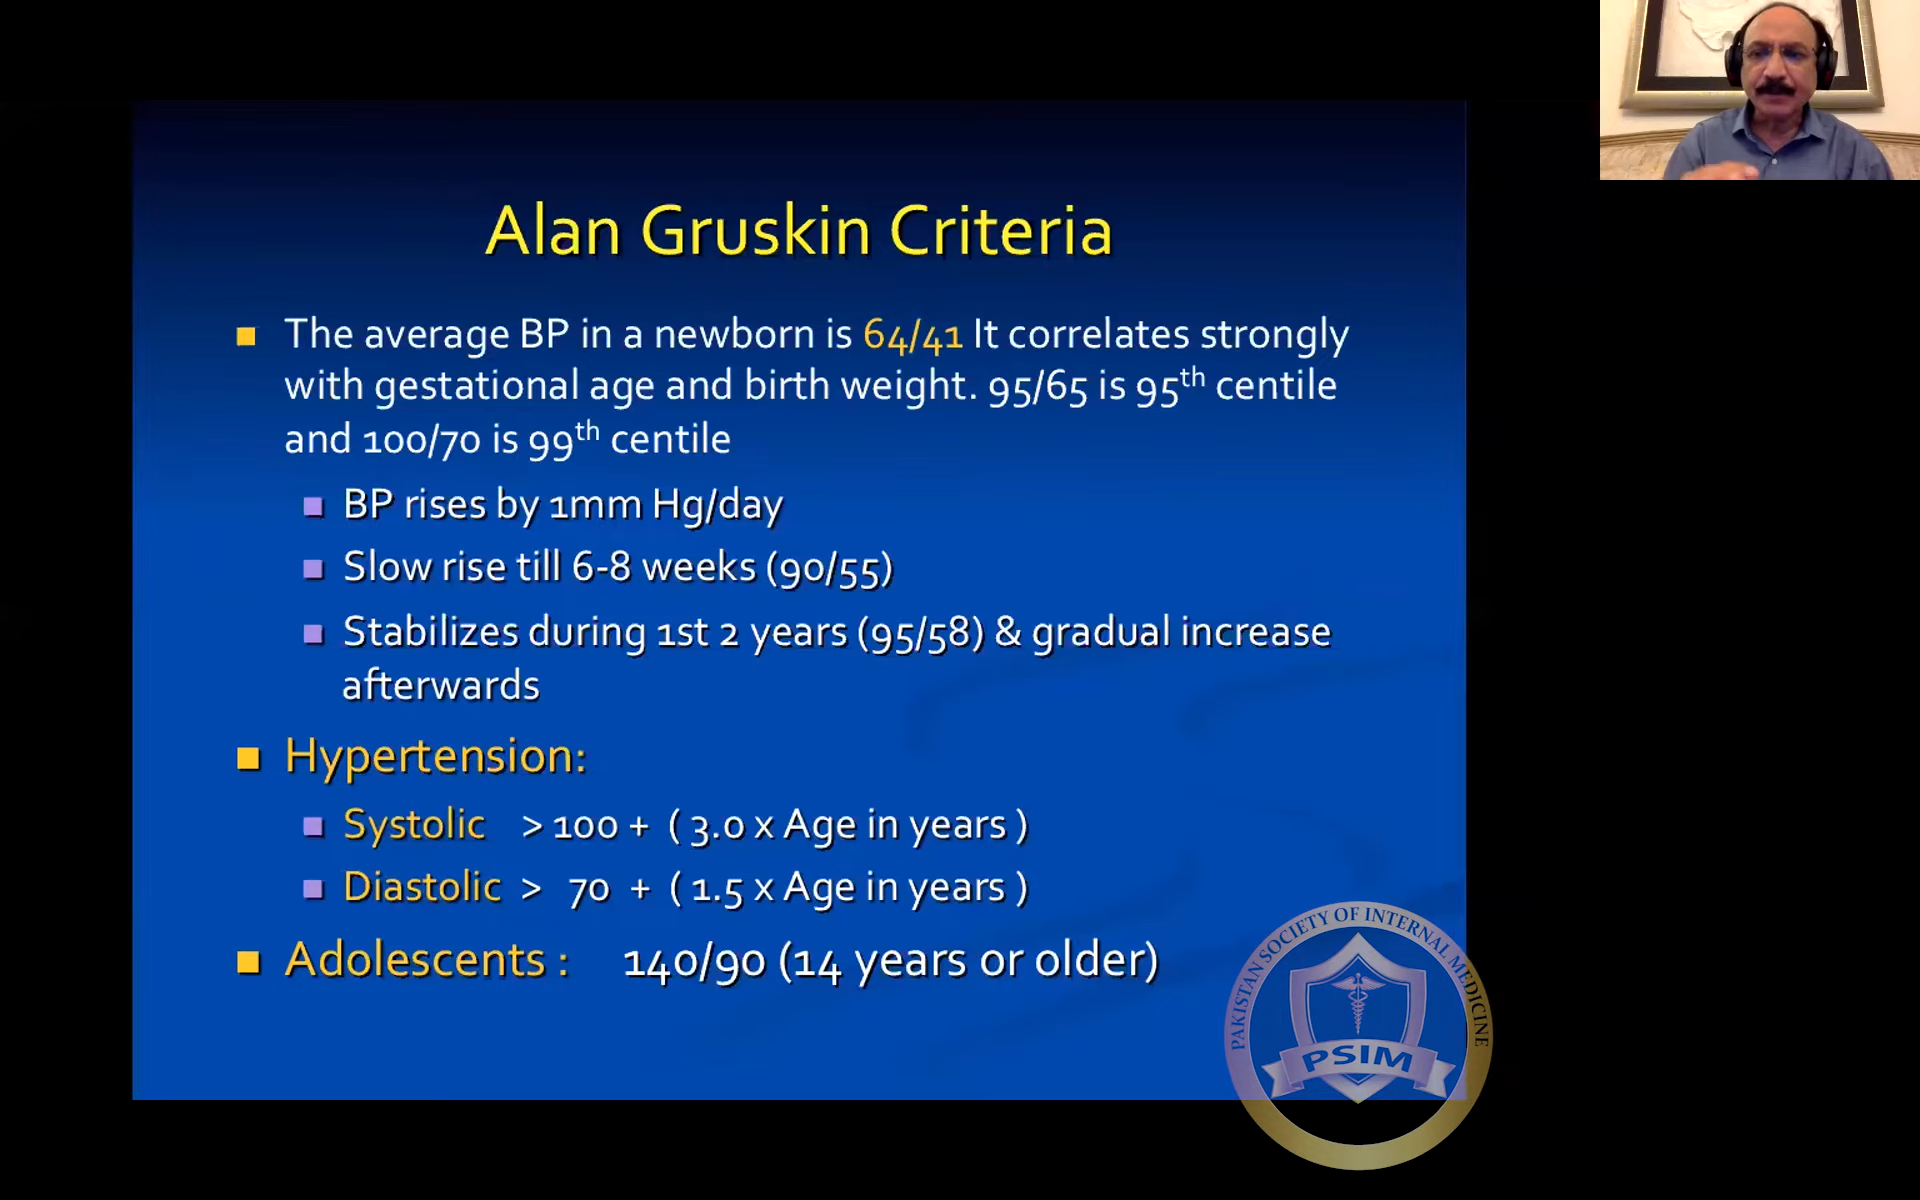 Alan Gruskin Criteria
The average BP in a newborn is 64/41 It correlates strongly
with gestational age and birth weight. 95/65 is 95th centile
and 100/70 is 99th centile
BP rises by 1mm Hg/day
Slow rise till 6-8 weeks (90/55)
Stabilizes during 1st 2 years (95/58) & gradual increase
afterwards
Hypertension:
Systolic > 100 + ( 3.0 x Age in years )
Diastolic > 70 + ( 1.5 x Age in years )
Adolescents : 140/90 (14 years or older)
PAKISTAN SOCIETY OF INTERNAL MEDICINE
PSIM